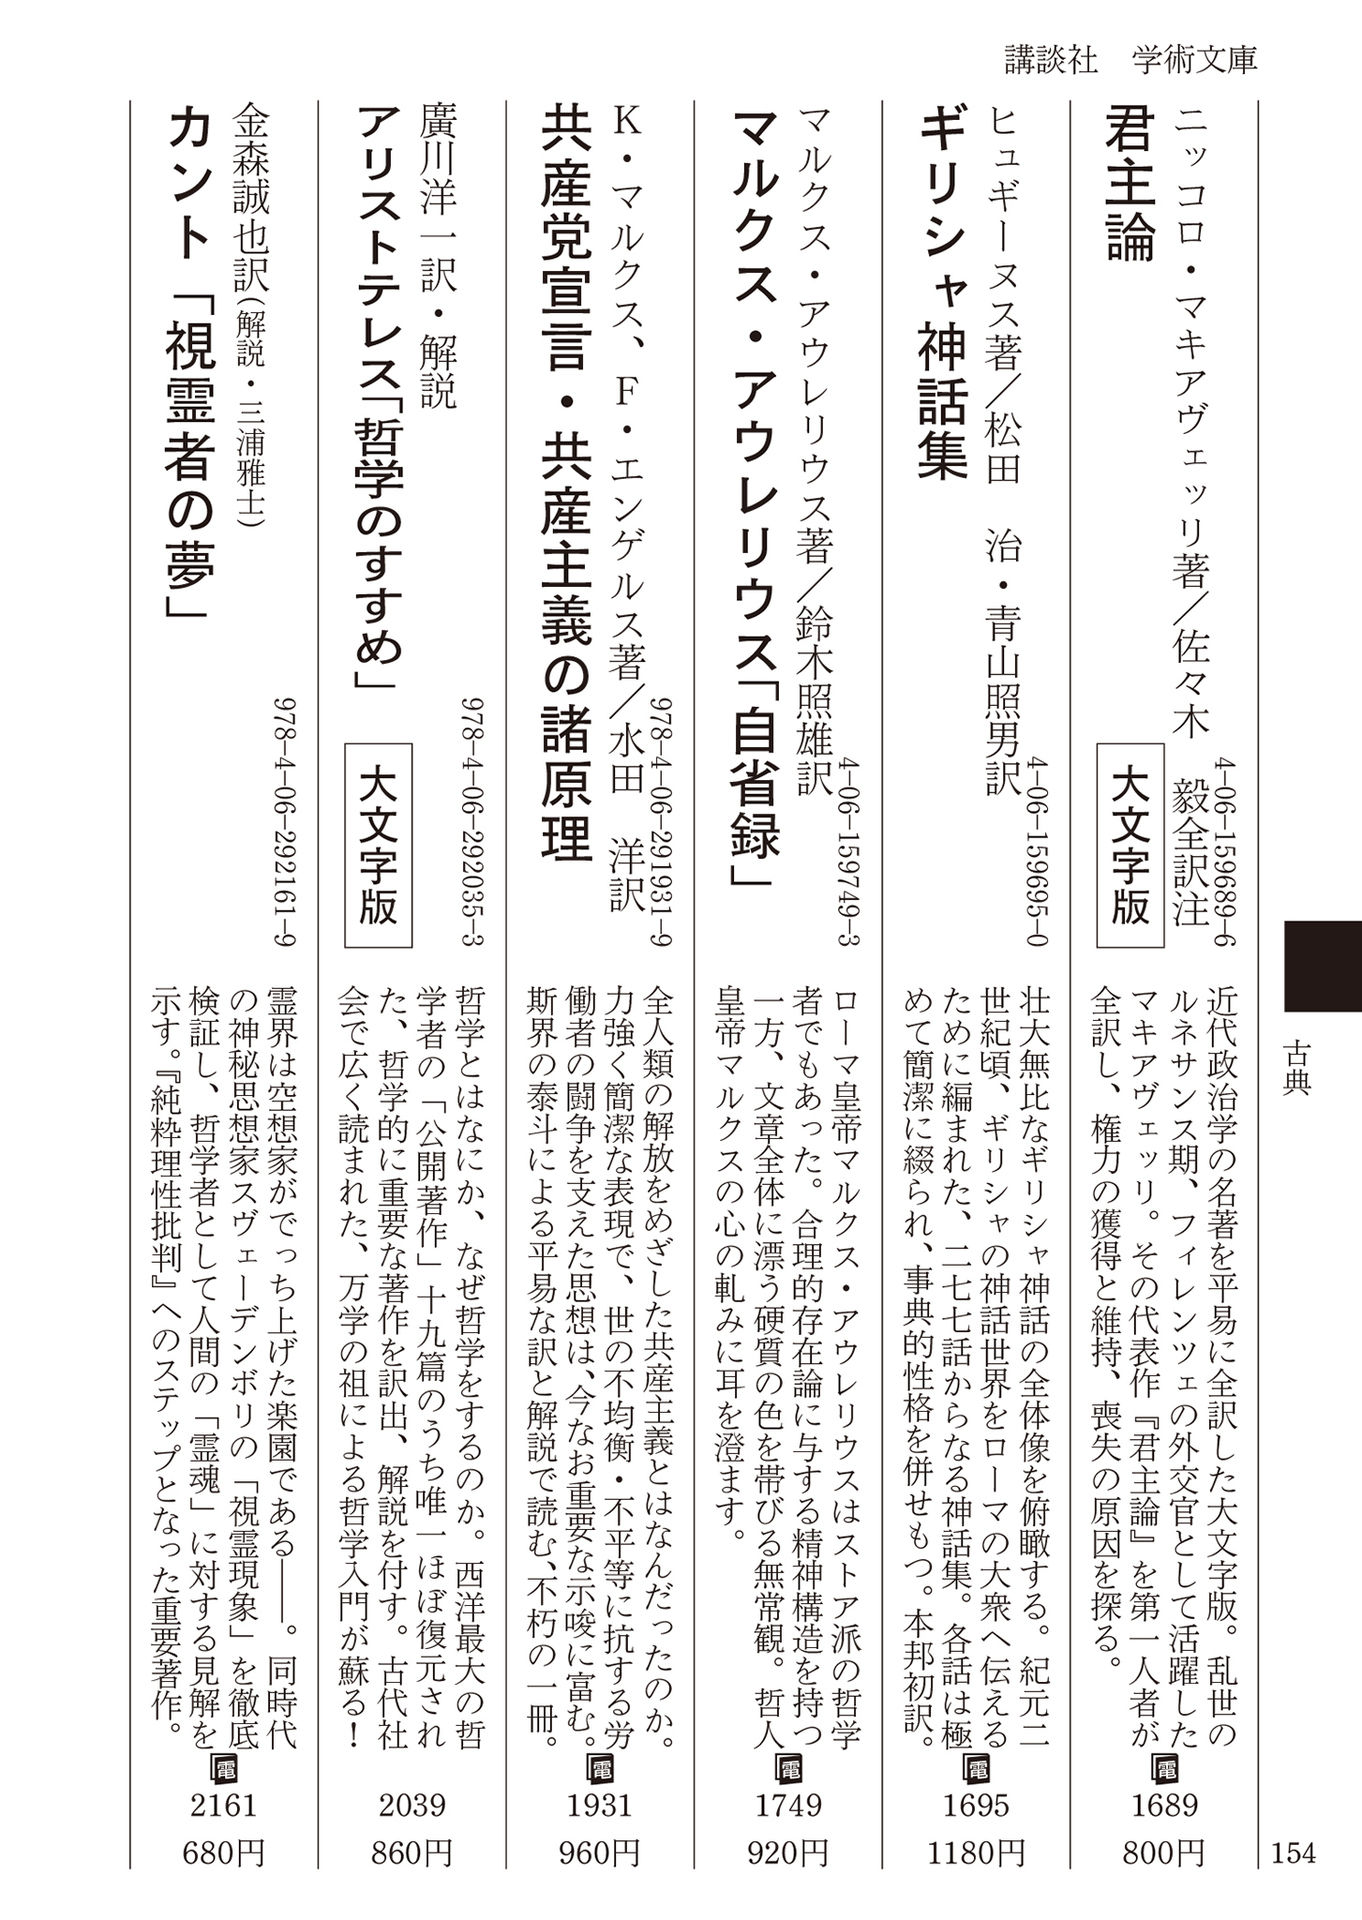 講談社　学術文庫
ニッコロ・マキアヴェッリ著／佐々木　毅全訳注
君主論
大文字版
4-06-159689-6
近代政治学の名著を平易に全訳した大文字版。乱世の
ルネサンス期、フィレンツェの外交官として活躍した
マキアヴェッリ。その代表作『君主論』を第一人者が
全訳し、権力の獲得と維持、喪失の原因を探る。
電
1689
800円
ヒュギーヌス著／松田　治・青山照男訳
ギリシャ神話集
4-06-159695-0
壮大無比なギリシャ神話の全体像を俯瞰する。紀元二
世紀頃、ギリシャの神話世界をローマの大衆へ伝える
ために編まれた、二七七話からなる神話集。各話は極
めて簡潔に綴られ、事典的性格を併せもつ。本邦初訳。
電
1695
1180円
マルクス・アウレリウス著／鈴木照雄訳
マルクス・アウレリウス「自省録」
4-06-159749-3
ローマ皇帝マルクス・アウレリウスはストア派の哲学
者でもあった。合理的存在論に与する精神構造を持つ
一方、文章全体に漂う硬質の色を帯びる無常観。哲人
皇帝マルクスの心の軋みに耳を澄ます。
電
1749
920円
K・マルクス、F・エンゲルス著／水田　洋訳
共産党宣言・共産主義の諸原理
978-4-06-291931-9
全人類の解放をめざした共産主義とはなんだったのか。
力強く簡潔な表現で、世の不均衡・不平等に抗する労
働者の闘争を支えた思想は、今なお重要な示唆に富む。
斯界の泰斗による平易な訳と解説で読む、不朽の一冊。
電
1931
960円
廣川洋一訳・解説
アリストテレス「哲学のすすめ」
大文字版
978-4-06-292035-3
哲学とはなにか、なぜ哲学をするのか。西洋最大の哲
学者の「公開著作」十九篇のうち唯一ほぼ復元され
た、哲学的に重要な著作を訳出、解説を付す。古代社
会で広く読まれた、万学の祖による哲学入門が蘇る！
2039
860円
金森誠也訳（解説・三浦雅士）
カント「視霊者の夢」
978-4-06-292161-9
霊界は空想家がでっち上げた楽園である――。同時代
の神秘思想家スヴェーデンボリの「視霊現象」を徹底
検証し、哲学者として人間の「霊魂」に対する見解を
示す。『純粋理性批判』へのステップとなった重要著作。
電
2161
680円
古典
154